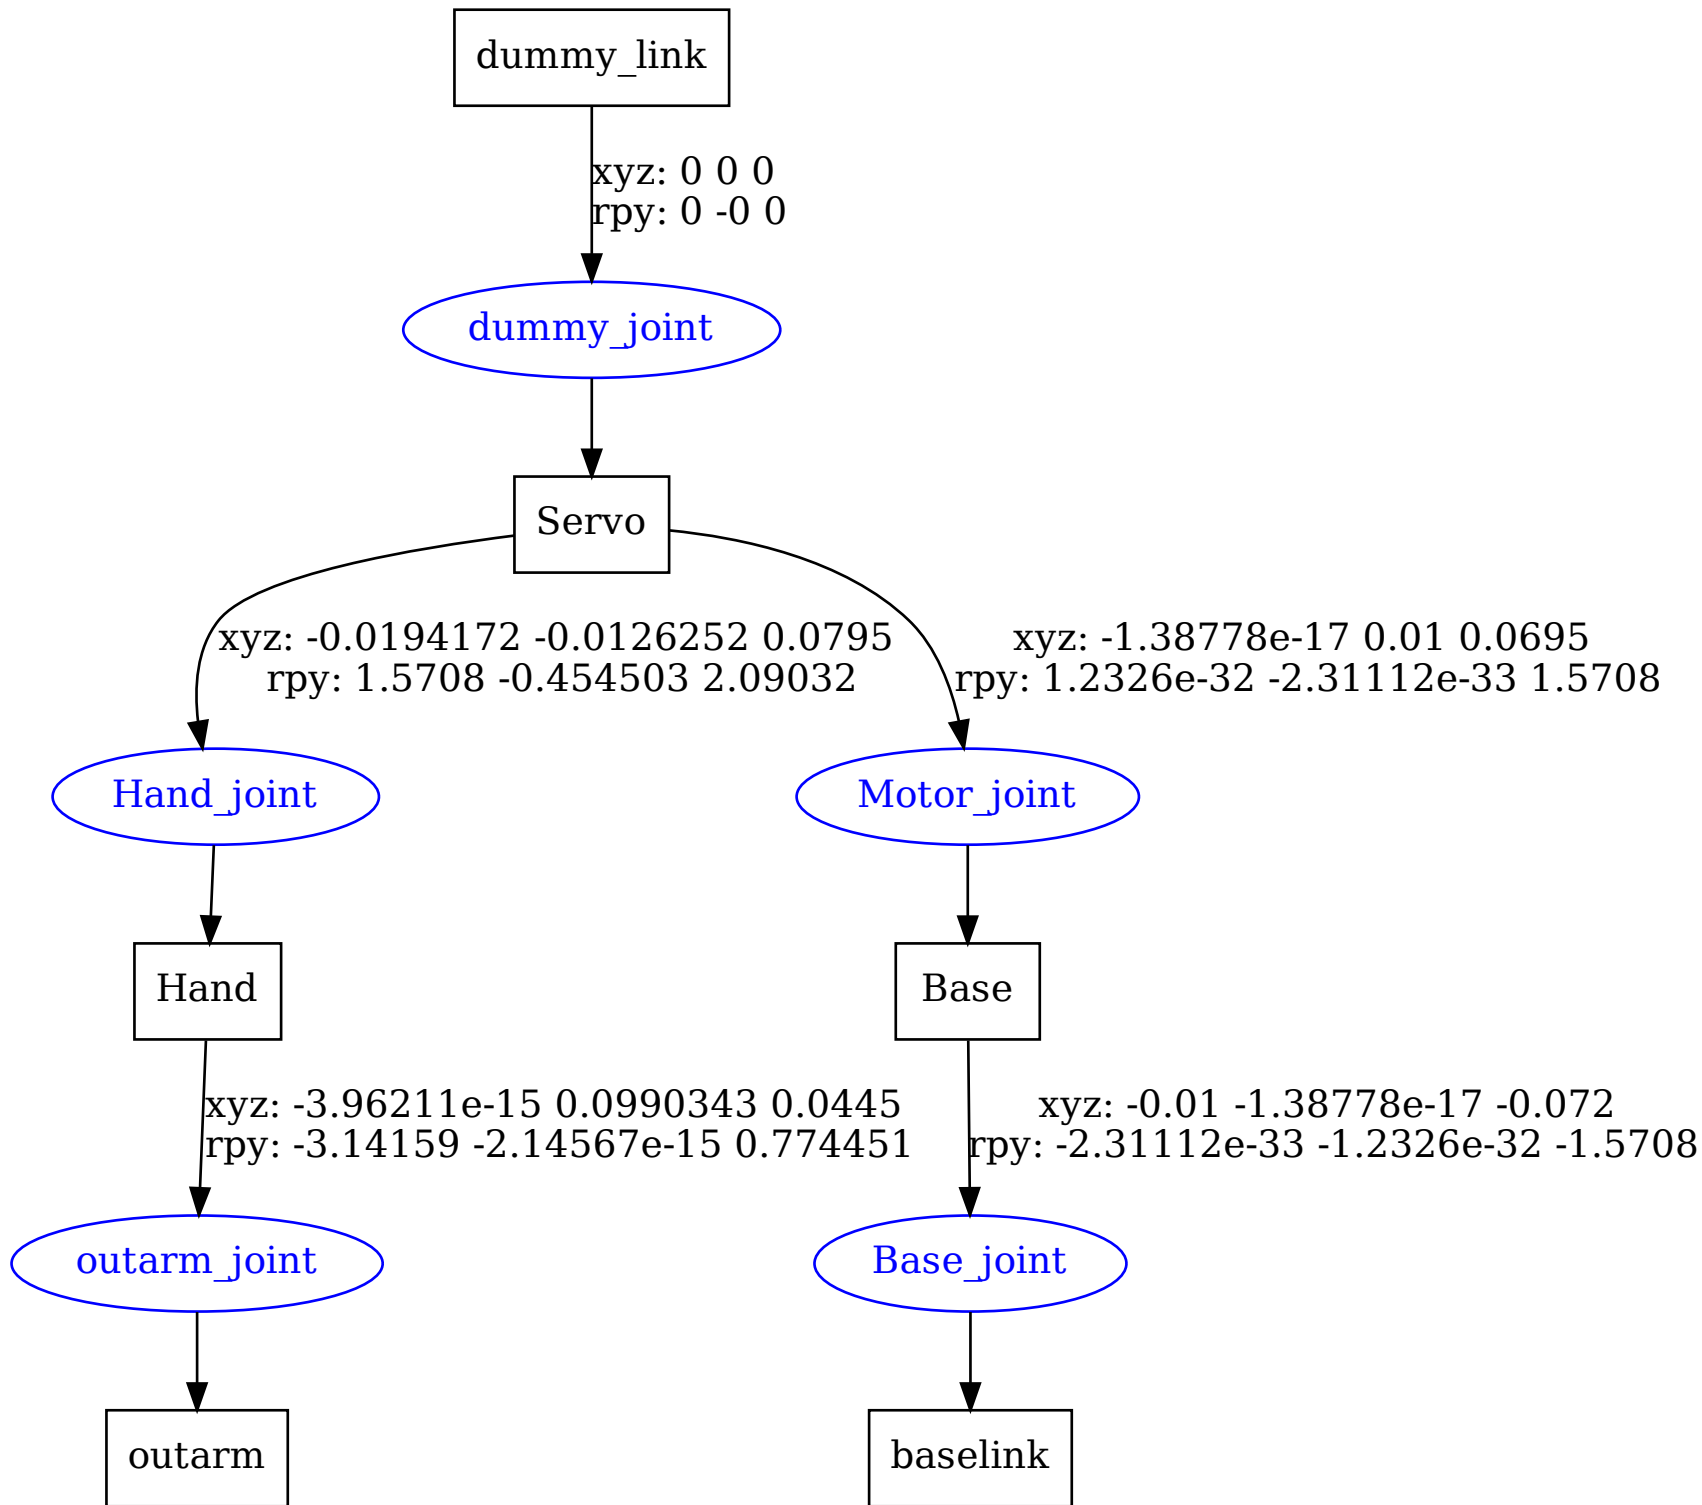 dummy_link
xyz: 0 0 0
rpy: 0 -0 0
dummy_joint
Servo
xyz: -0.0194172 -0.0126252 0.0795
rpy: 1.5708 -0.454503 2.09032
xyz: -1.38778e-17 0.01 0.0695
rpy: 1.2326e-32 -2.31112e-33 1.5708
Hand_joint
Motor_joint
Hand
Base
xyz: -3.96211e-15 0.0990343 0.0445
rpy: -3.14159 -2.14567e-15 0.774451
xyz: -0.01 -1.38778e-17 -0.072
rpy: -2.31112e-33 -1.2326e-32 -1.5708
outarm_joint
Base_joint
outarm
baselink